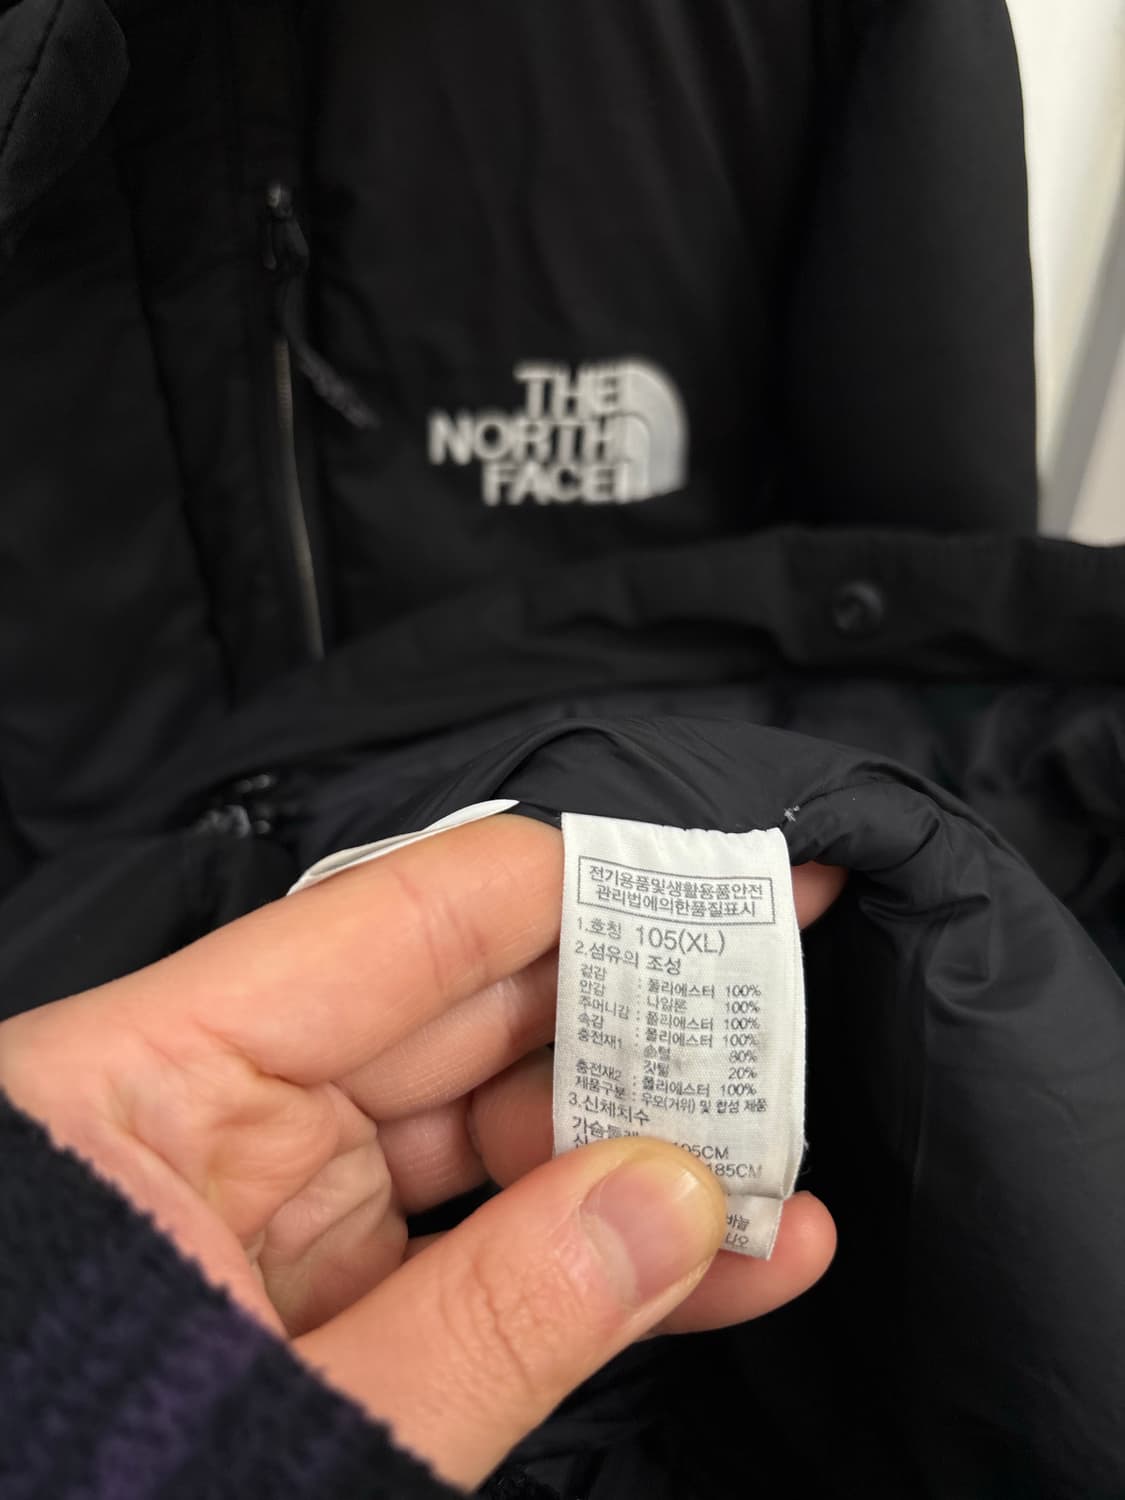 THE
NORTH
FACE
전기용품및생활용품안전
관리법에의한품질표시
1.호칭 105(XL)
2.섬유의 조성
겉감 : 폴리에스터 100%
안감 : 나일론 100%
주머니감 : 폴리에스터 100%
속감 : 폴리에스터 100%
충전재1 : 솜털 80%
깃털 20%
충전재2 : 폴리에스터 100%
제품구분 : 우모(거위) 및 합성 제품
3.신체치수
가슴둘레 105CM
185CM